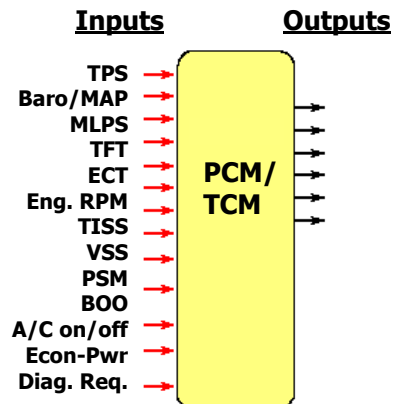 Inputs
Outputs
TPS
Baro/MAP
MLPS
TFT
ECT
Eng. RPM
TISS
VSS
PSM
BOO
A/C on/off
Econ-Pwr
Diag. Req.
PCM/
TCM